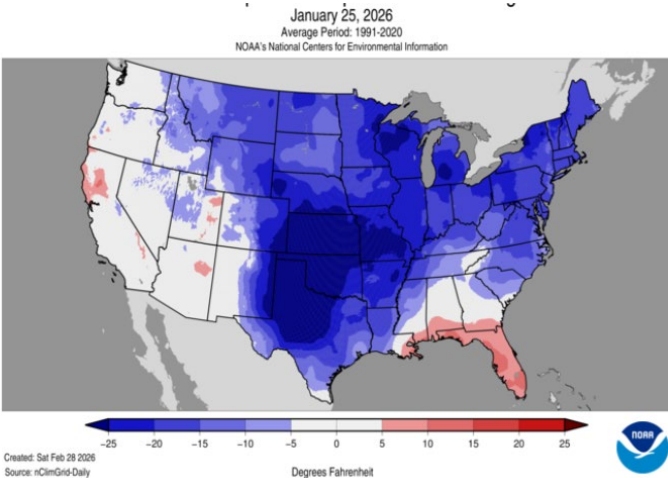 January 25, 2026
Average Period: 1991-2020
NOAA's National Centers for Environmental Information
-25 -20 -15 -10 -5 0 5 10 15 20 25
Created: Sat Feb 28 2026
Source: nClimGrid-Daily
Degrees Fahrenheit
NOAA